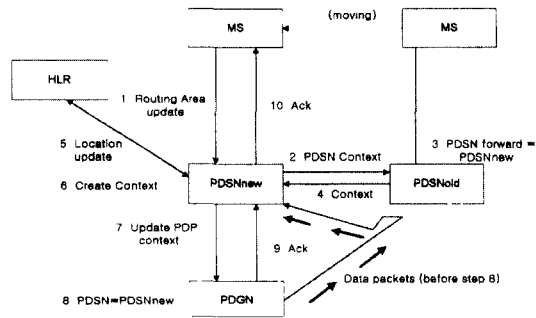 (moving)
MS
MS
HLR
1 Routing Area
update
10 Ack
5 Location
update
3 PDSN forward =
PDSNnew
2 PDSN Context
6 Create Context
PDSNnew
4 Context
PDSNold
7 Update PDP
context
9 Ack
Data packets (before step 8)
8 PDSN=PDSNnew
PDGN